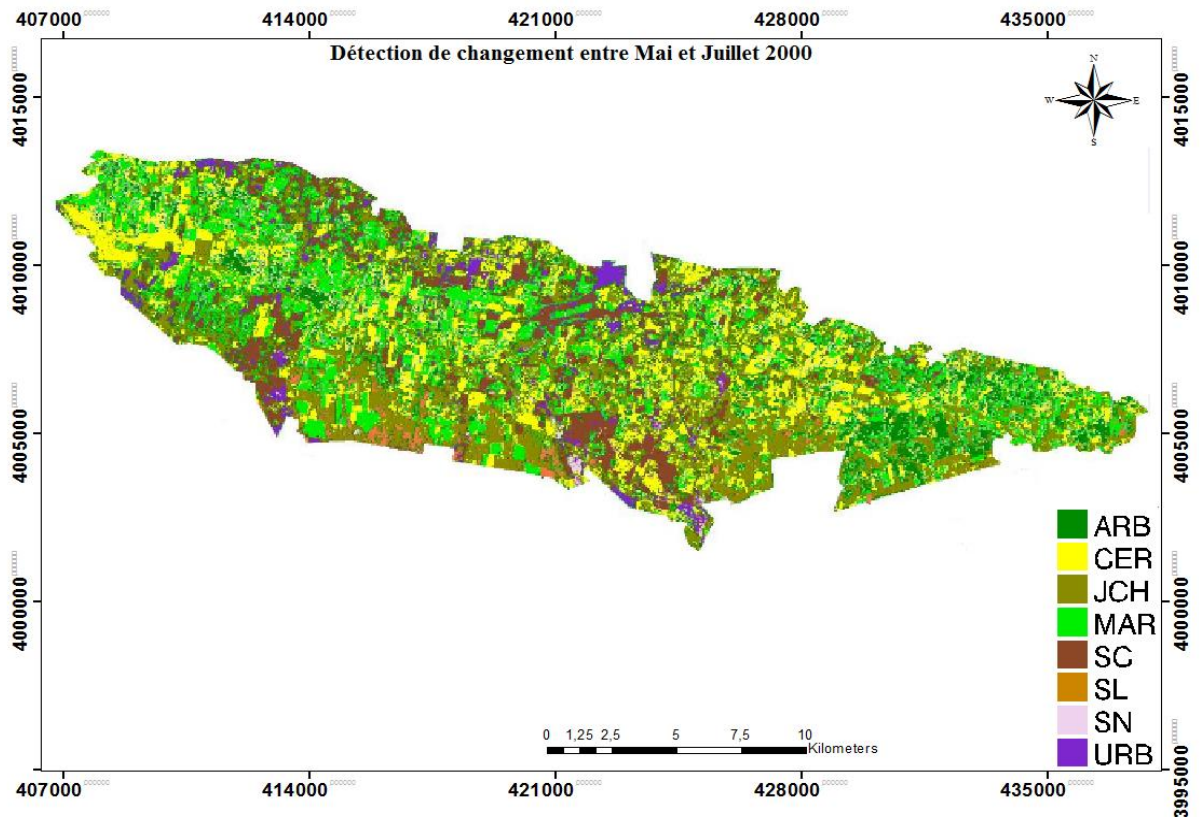 407000 414000 421000 428000 435000
Détection de changement entre Mai et Juillet 2000
N
W E
S
4015000 4015000
4010000 4010000
4005000 4005000
4000000 4000000
3995000
ARB
CER
JCH
MAR
SC
SL
SN
URB
0 1,25 2,5 5 7,5 10
Kilometers
407000 414000 421000 428000 435000